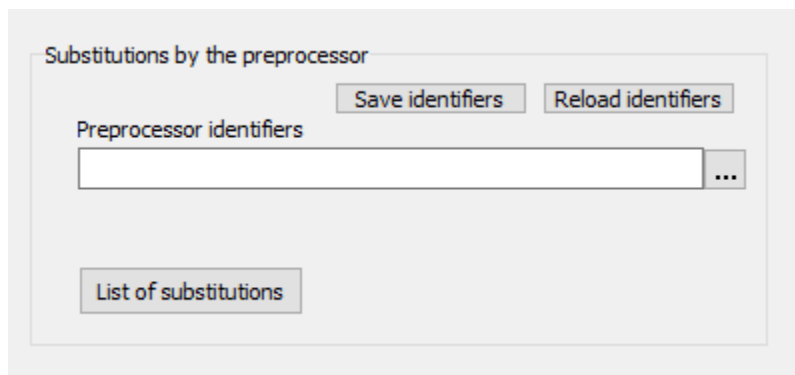 Substitutions by the preprocessor
Save identifiers Reload identifiers
Preprocessor identifiers
...
List of substitutions